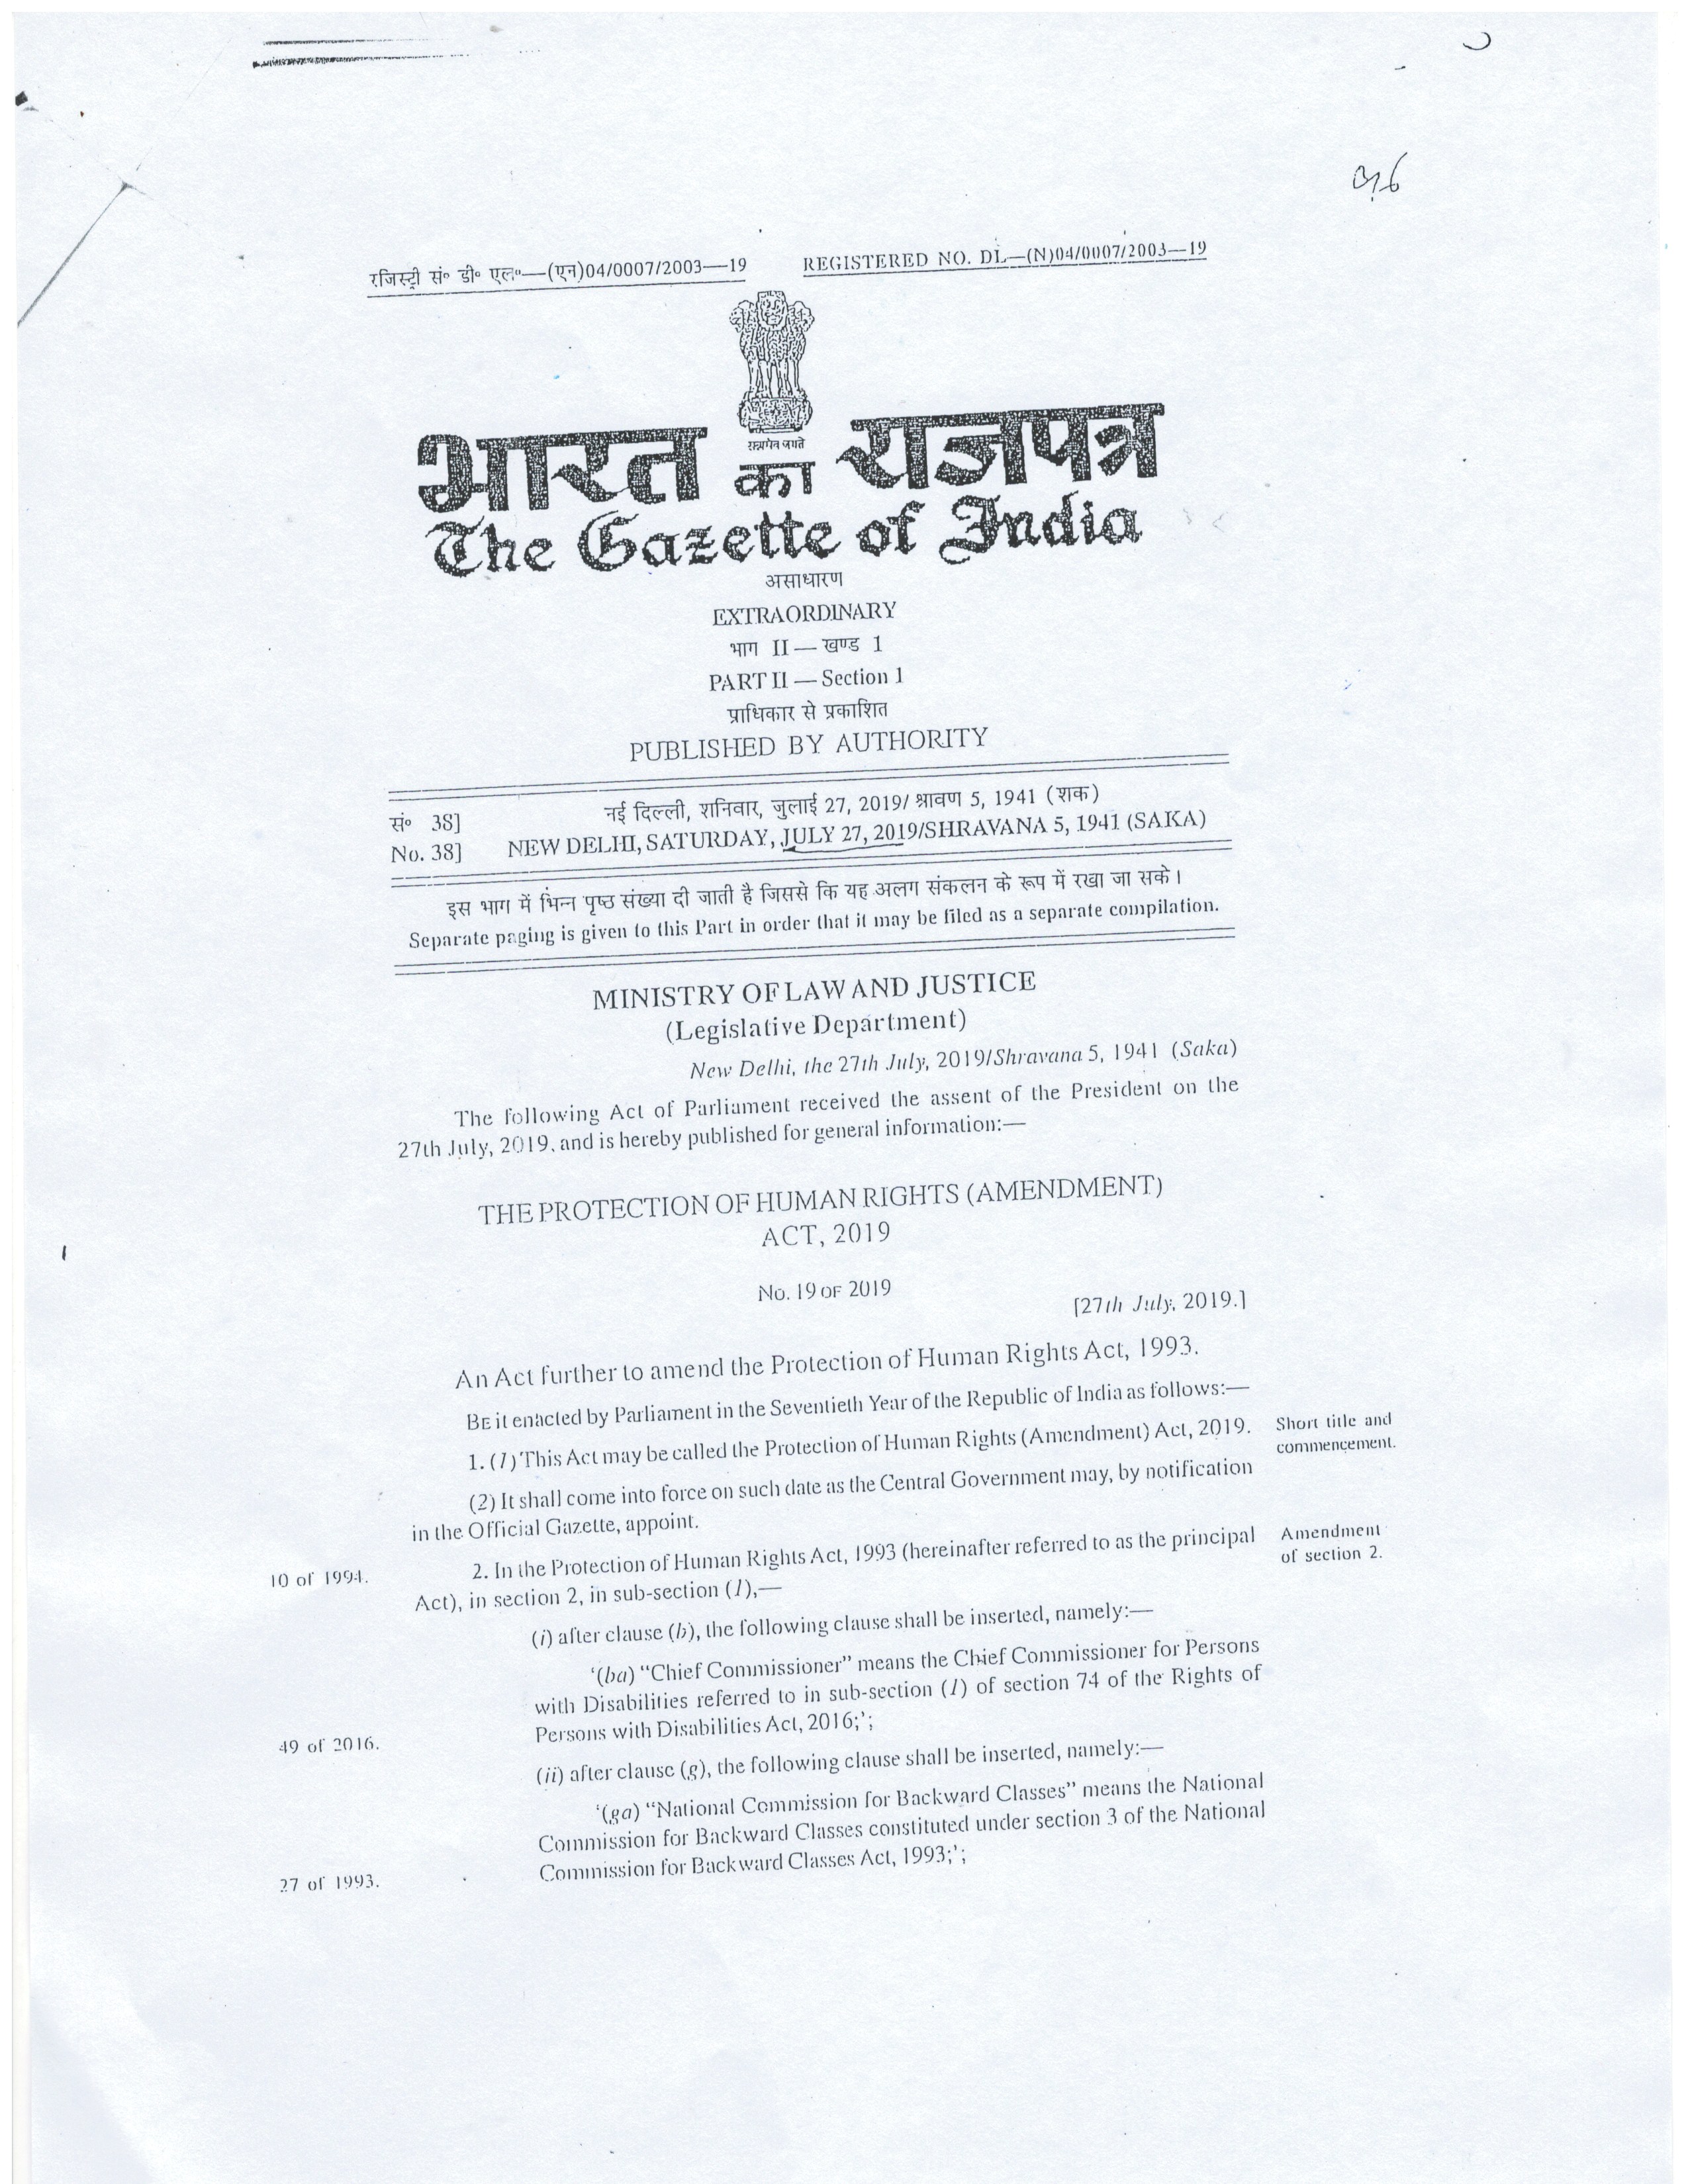 रजिस्ट्री सं॰ डी॰ एल॰—(एन)04/0007/2003—19 REGISTERED NO. DL—(N)04/0007/2003—19
सत्यमेव जयते
भारत का राजपत्र
The Gazette of India
असाधारण
EXTRAORDINARY
भाग II — खण्ड 1
PART II — Section 1
प्राधिकार से प्रकाशित
PUBLISHED BY AUTHORITY
सं॰ 38] नई दिल्ली, शनिवार, जुलाई 27, 2019/ श्रावण 5, 1941 (शक)
No. 38] NEW DELHI, SATURDAY, JULY 27, 2019/SHRAVANA 5, 1941 (SAKA)
इस भाग में भिन्न पृष्ठ संख्या दी जाती है जिससे कि यह अलग संकलन के रूप में रखा जा सके।
Separate paging is given to this Part in order that it may be filed as a separate compilation.
MINISTRY OF LAW AND JUSTICE
(Legislative Department)
New Delhi, the 27th July, 2019/Shravana 5, 1941 (Saka)
The following Act of Parliament received the assent of the President on the
27th July, 2019, and is hereby published for general information:—
THE PROTECTION OF HUMAN RIGHTS (AMENDMENT)
ACT, 2019
No. 19 OF 2019
[27th July, 2019.]
An Act further to amend the Protection of Human Rights Act, 1993.
BE it enacted by Parliament in the Seventieth Year of the Republic of India as follows:—
1. (1) This Act may be called the Protection of Human Rights (Amendment) Act, 2019. Short title and
commencement.
(2) It shall come into force on such date as the Central Government may, by notification
in the Official Gazette, appoint.
2. In the Protection of Human Rights Act, 1993 (hereinafter referred to as the principal Amendment
of section 2.
10 of 1994. Act), in section 2, in sub-section (1),—
(i) after clause (b), the following clause shall be inserted, namely:—
‘(ba) “Chief Commissioner” means the Chief Commissioner for Persons
with Disabilities referred to in sub-section (1) of section 74 of the Rights of
49 of 2016. Persons with Disabilities Act, 2016;’;
(ii) after clause (g), the following clause shall be inserted, namely:—
‘(ga) “National Commission for Backward Classes” means the National
Commission for Backward Classes constituted under section 3 of the National
27 of 1993. Commission for Backward Classes Act, 1993;’;